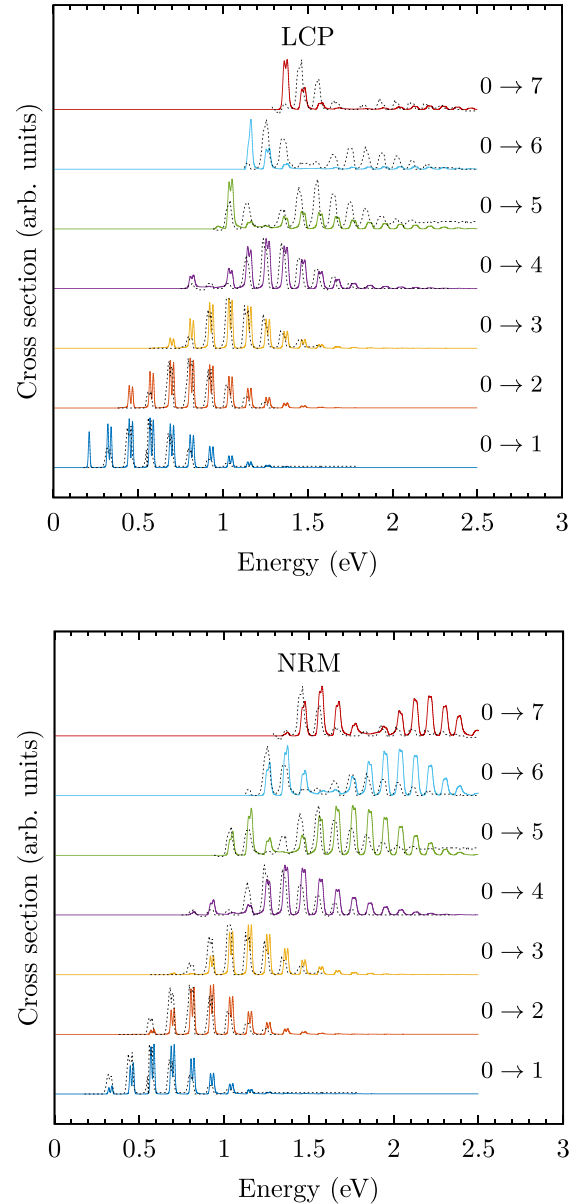 LCP
0 → 7
0 → 6
0 → 5
0 → 4
0 → 3
0 → 2
0 → 1
Cross section (arb. units)
0 0.5 1 1.5 2 2.5 3
Energy (eV)
NRM
0 → 7
0 → 6
0 → 5
0 → 4
0 → 3
0 → 2
0 → 1
Cross section (arb. units)
0 0.5 1 1.5 2 2.5 3
Energy (eV)